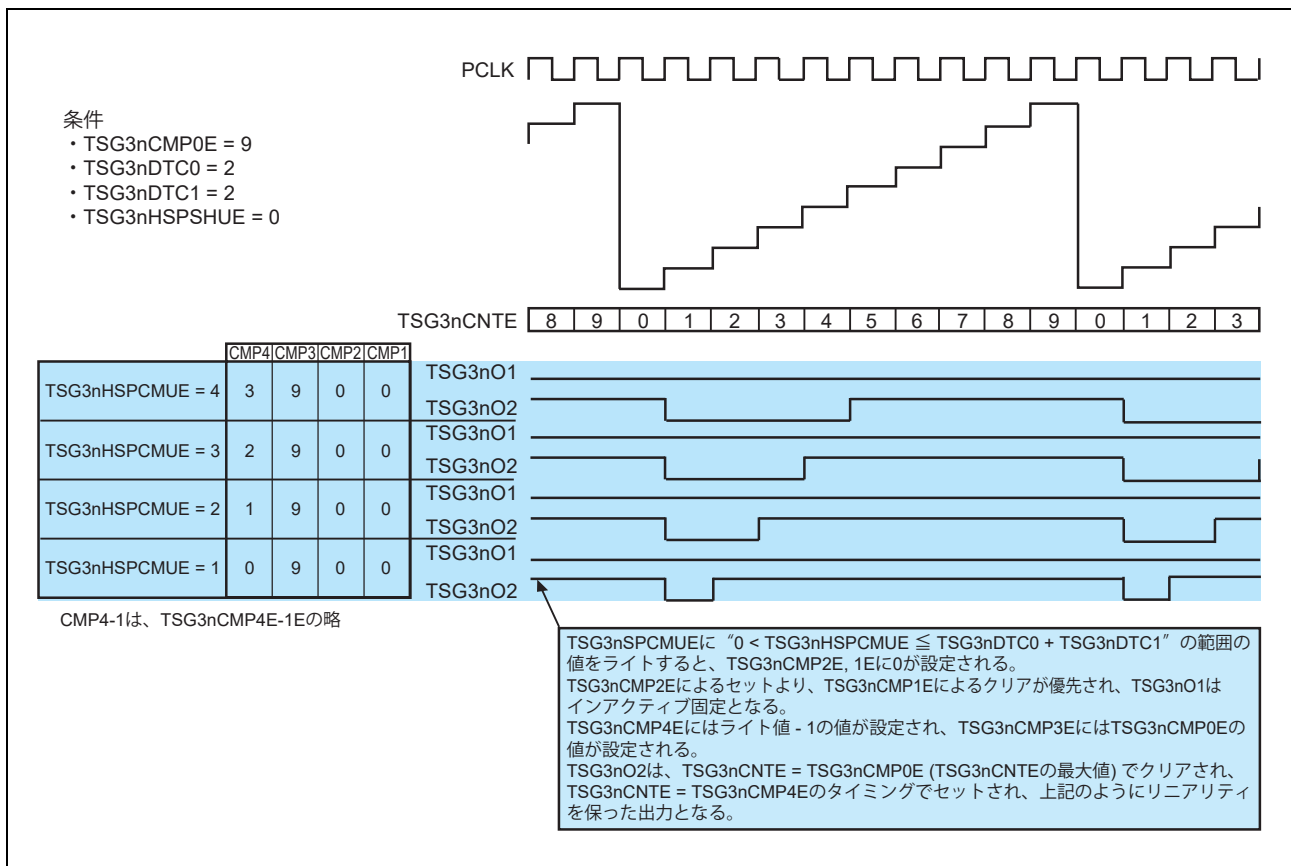 PCLK
条件
・TSG3nCMP0E = 9
・TSG3nDTC0 = 2
・TSG3nDTC1 = 2
・TSG3nHSPSHUE = 0
TSG3nCNTE 8 9 0 1 2 3 4 5 6 7 8 9 0 1 2 3
CMP4 CMP3 CMP2 CMP1
TSG3nHSPCMUE = 4 3 9 0 0
TSG3nO1
TSG3nO2
TSG3nHSPCMUE = 3 2 9 0 0
TSG3nO1
TSG3nO2
TSG3nHSPCMUE = 2 1 9 0 0
TSG3nO1
TSG3nO2
TSG3nHSPCMUE = 1 0 9 0 0
TSG3nO1
TSG3nO2
CMP4-1は、TSG3nCMP4E-1Eの略
TSG3nSPCMUEに“0 < TSG3nHSPCMUE ≦ TSG3nDTC0 + TSG3nDTC1”の範囲の
値をライトすると、TSG3nCMP2E, 1Eに0が設定される。
TSG3nCMP2Eによるセットより、TSG3nCMP1Eによるクリアが優先され、TSG3nO1は
インアクティブ固定となる。
TSG3nCMP4Eにはライト値 - 1の値が設定され、TSG3nCMP3EにはTSG3nCMP0Eの
値が設定される。
TSG3nO2は、TSG3nCNTE = TSG3nCMP0E (TSG3nCNTEの最大値) でクリアされ、
TSG3nCNTE = TSG3nCMP4Eのタイミングでセットされ、上記のようにリニアリティ
を保った出力となる。